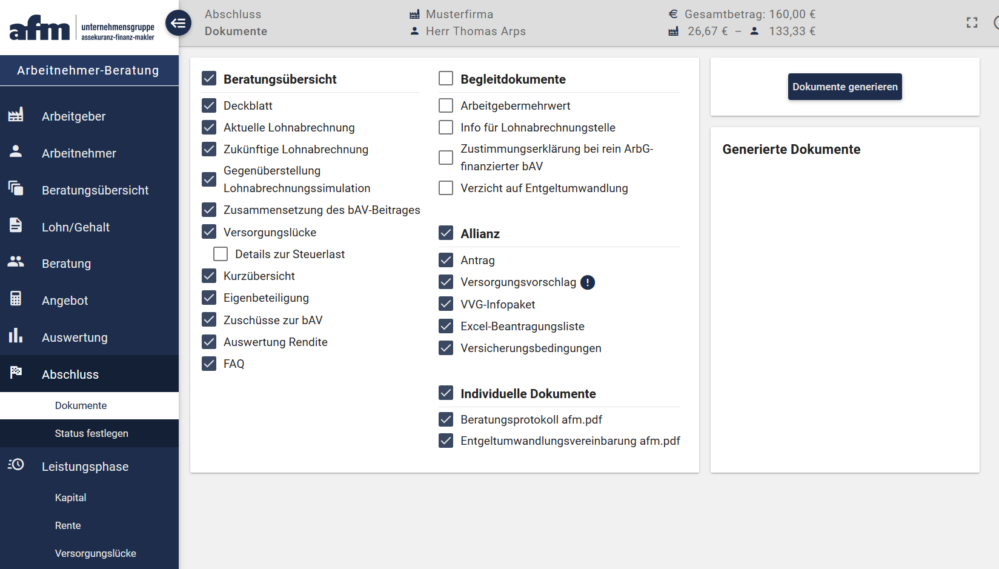 afm unternehmensgruppe
assekuranz-finanz-makler
Arbeitnehmer-Beratung
Arbeitgeber
Arbeitnehmer
Beratungsübersicht
Lohn/Gehalt
Beratung
Angebot
Auswertung
Abschluss
Dokumente
Status festlegen
Leistungsphase
Kapital
Rente
Versorgungslücke
Abschluss
Dokumente
Musterfirma
Herr Thomas Arps
€ Gesamtbetrag: 160,00 €
26,67 € – 133,33 €
Beratungsübersicht
Deckblatt
Aktuelle Lohnabrechnung
Zukünftige Lohnabrechnung
Gegenüberstellung
Lohnabrechnungssimulation
Zusammensetzung des bAV-Beitrages
Versorgungslücke
Details zur Steuerlast
Kurzübersicht
Eigenbeteiligung
Zuschüsse zur bAV
Auswertung Rendite
FAQ
Begleitdokumente
Arbeitgebermehrwert
Info für Lohnabrechnungstelle
Zustimmungserklärung bei rein ArbG-
finanzierter bAV
Verzicht auf Entgeltumwandlung
Allianz
Antrag
Versorgungsvorschlag !
VVG-Infopaket
Excel-Beantragungsliste
Versicherungsbedingungen
Individuelle Dokumente
Beratungsprotokoll afm.pdf
Entgeltumwandlungsvereinbarung afm.pdf
Dokumente generieren
Generierte Dokumente